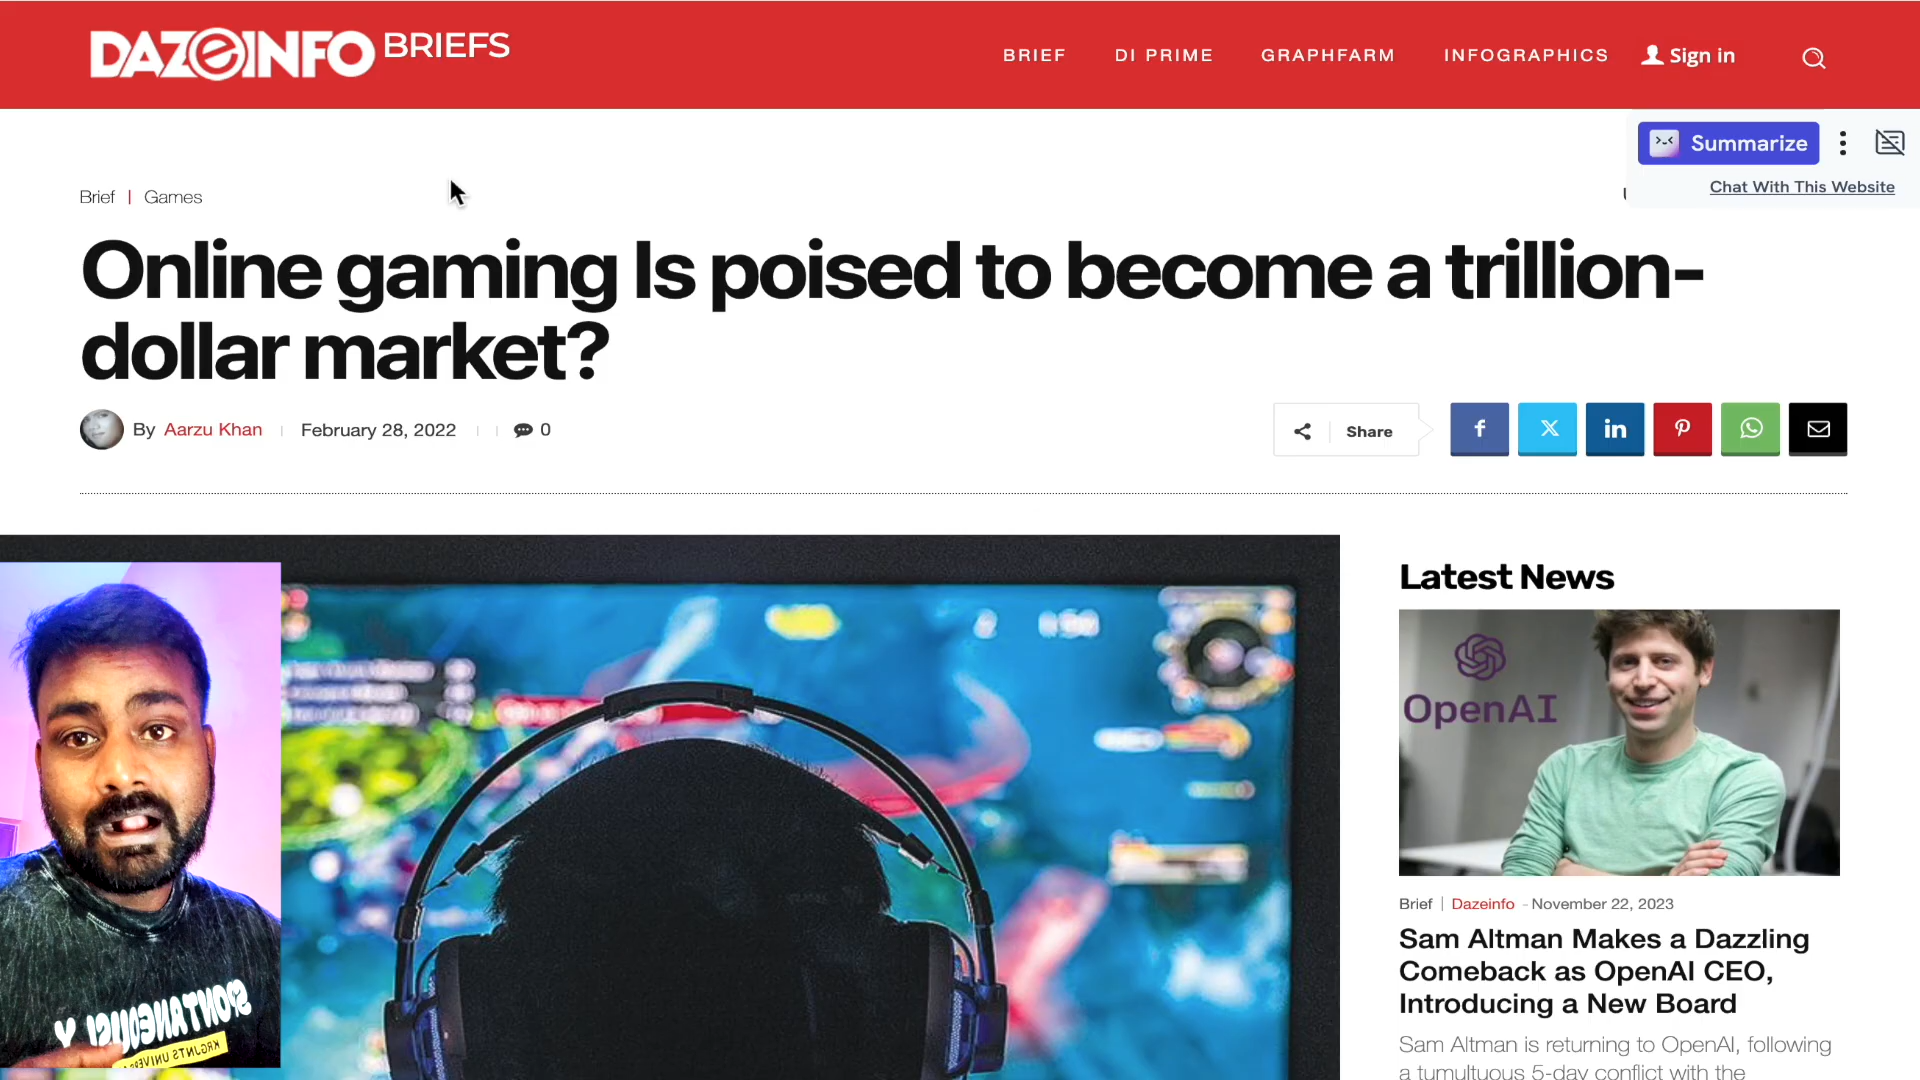 DAZEINFO BRIEFS
BRIEF DI PRIME GRAPHFARM INFOGRAPHICS Sign in
Summarize
Chat With This Website
Brief | Games
Online gaming Is poised to become a trillion-
dollar market?
By Aarzu Khan February 28, 2022 0
Share
Latest News
OpenAI
Brief | Dazeinfo - November 22, 2023
Sam Altman Makes a Dazzling
Comeback as OpenAI CEO,
Introducing a New Board
Sam Altman is returning to OpenAI, following
a tumultuous 5-day conflict with the
SPONTANEOUSLY